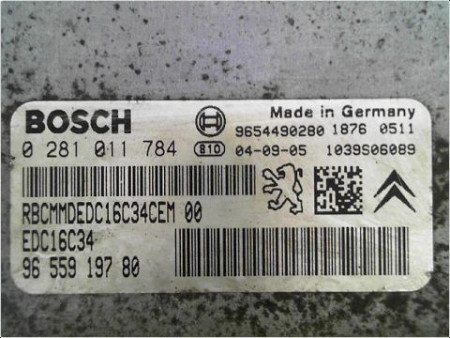 BOSCH
Made in Germany
9654490280 1876 0511
0 281 011 784 810 04-09-05 1039S06089
RBCMMDEDC16C34CEM 00
EDC16C34
96 559 197 80